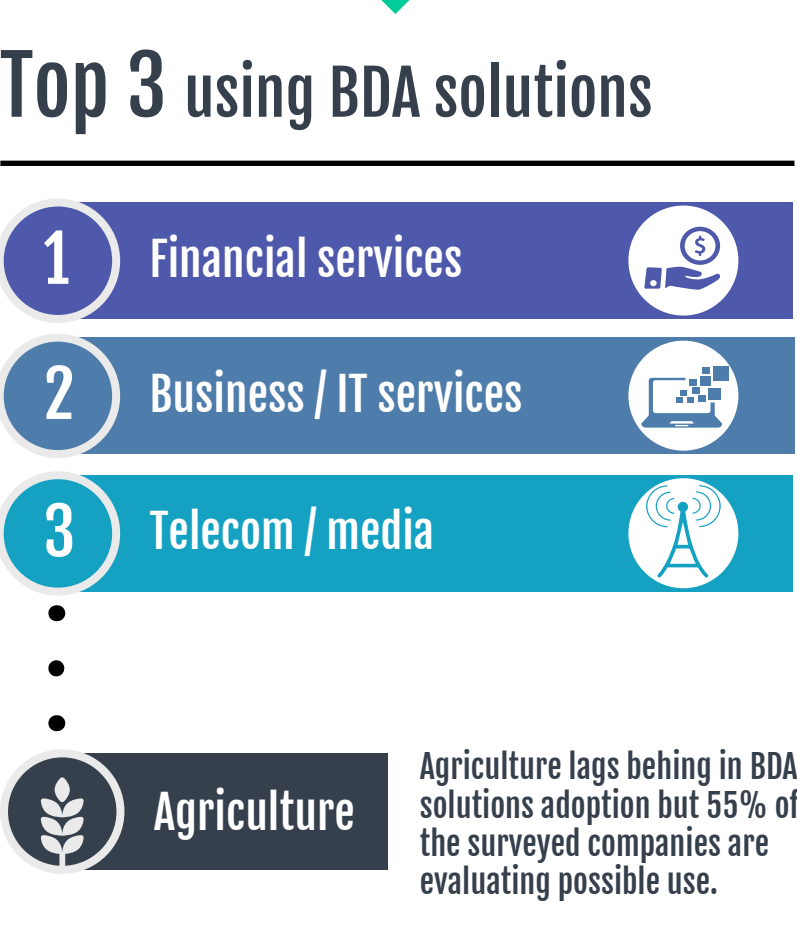 Top 3 using BDA solutions
1 Financial services
$
2 Business / IT services
3 Telecom / media
Agriculture
Agriculture lags behing in BDA
solutions adoption but 55% of
the surveyed companies are
evaluating possible use.